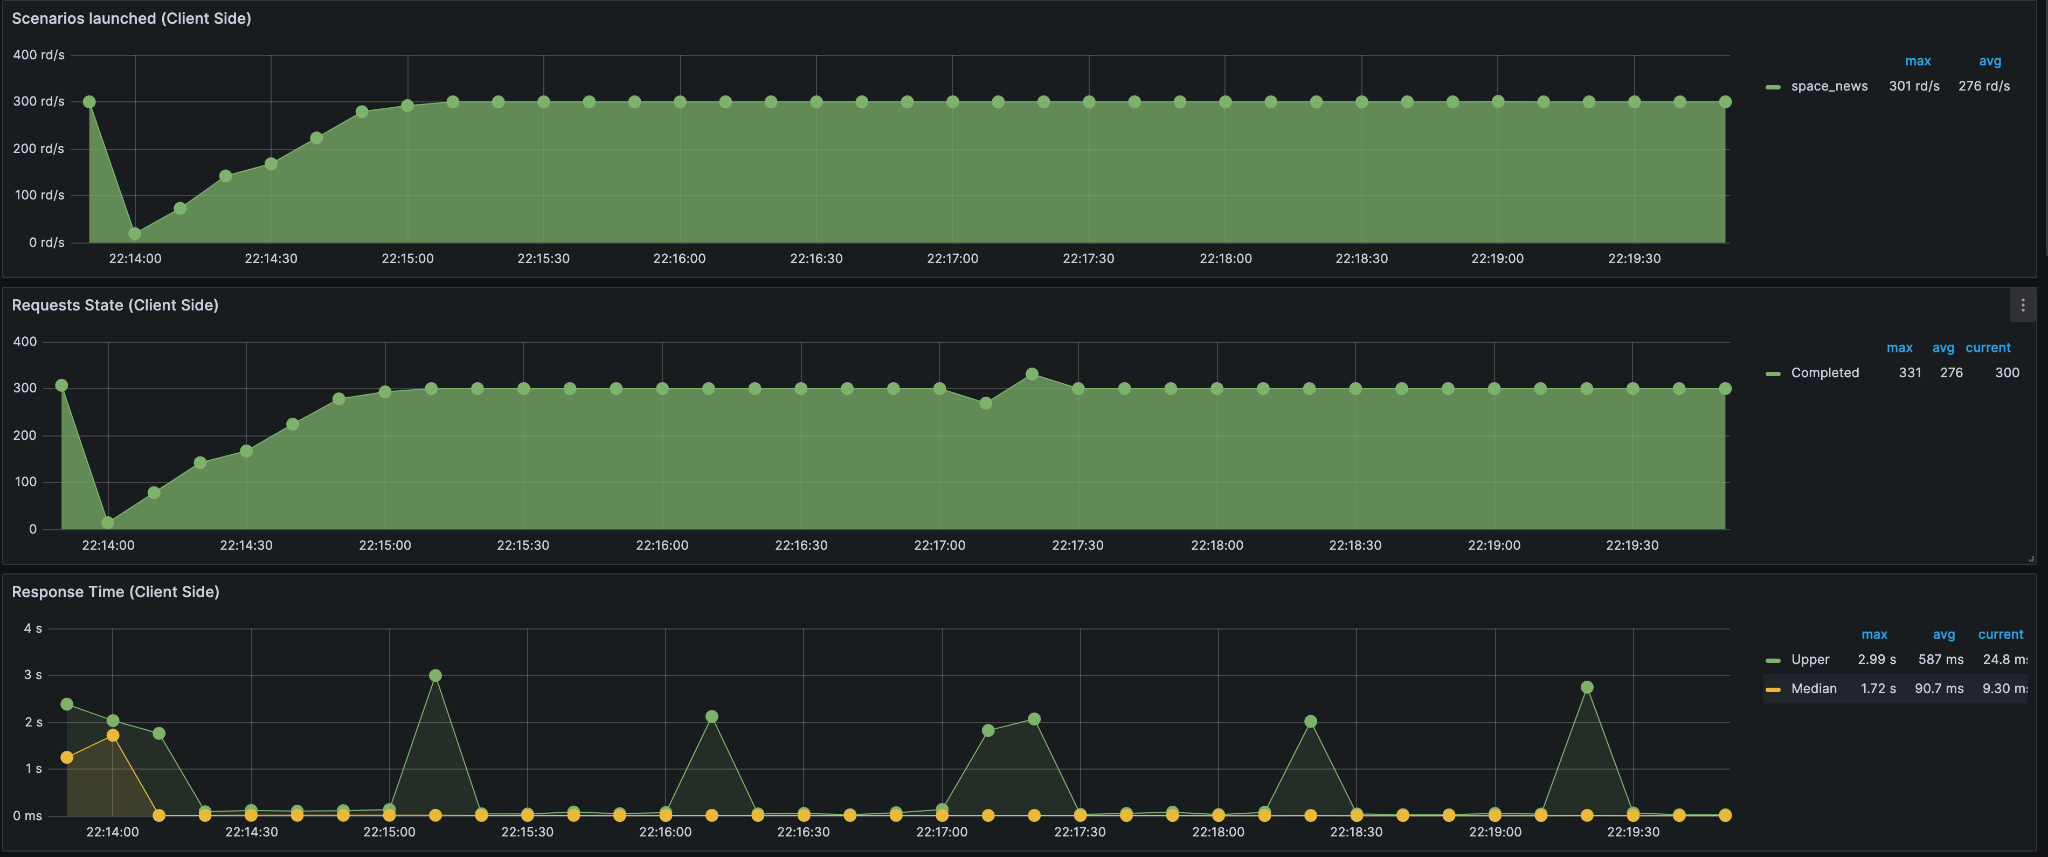 Scenarios launched (Client Side)
400 rd/s
300 rd/s
200 rd/s
100 rd/s
0 rd/s
22:14:00 22:14:30 22:15:00 22:15:30 22:16:00 22:16:30 22:17:00 22:17:30 22:18:00 22:18:30 22:19:00 22:19:30
max avg
space_news 301 rd/s 276 rd/s
Requests State (Client Side)
400
300
200
100
0
22:14:00 22:14:30 22:15:00 22:15:30 22:16:00 22:16:30 22:17:00 22:17:30 22:18:00 22:18:30 22:19:00 22:19:30
max avg current
Completed 331 276 300
Response Time (Client Side)
4 s
3 s
2 s
1 s
0 ms
22:14:00 22:14:30 22:15:00 22:15:30 22:16:00 22:16:30 22:17:00 22:17:30 22:18:00 22:18:30 22:19:00 22:19:30
max avg current
Upper 2.99 s 587 ms 24.8 m
Median 1.72 s 90.7 ms 9.30 m